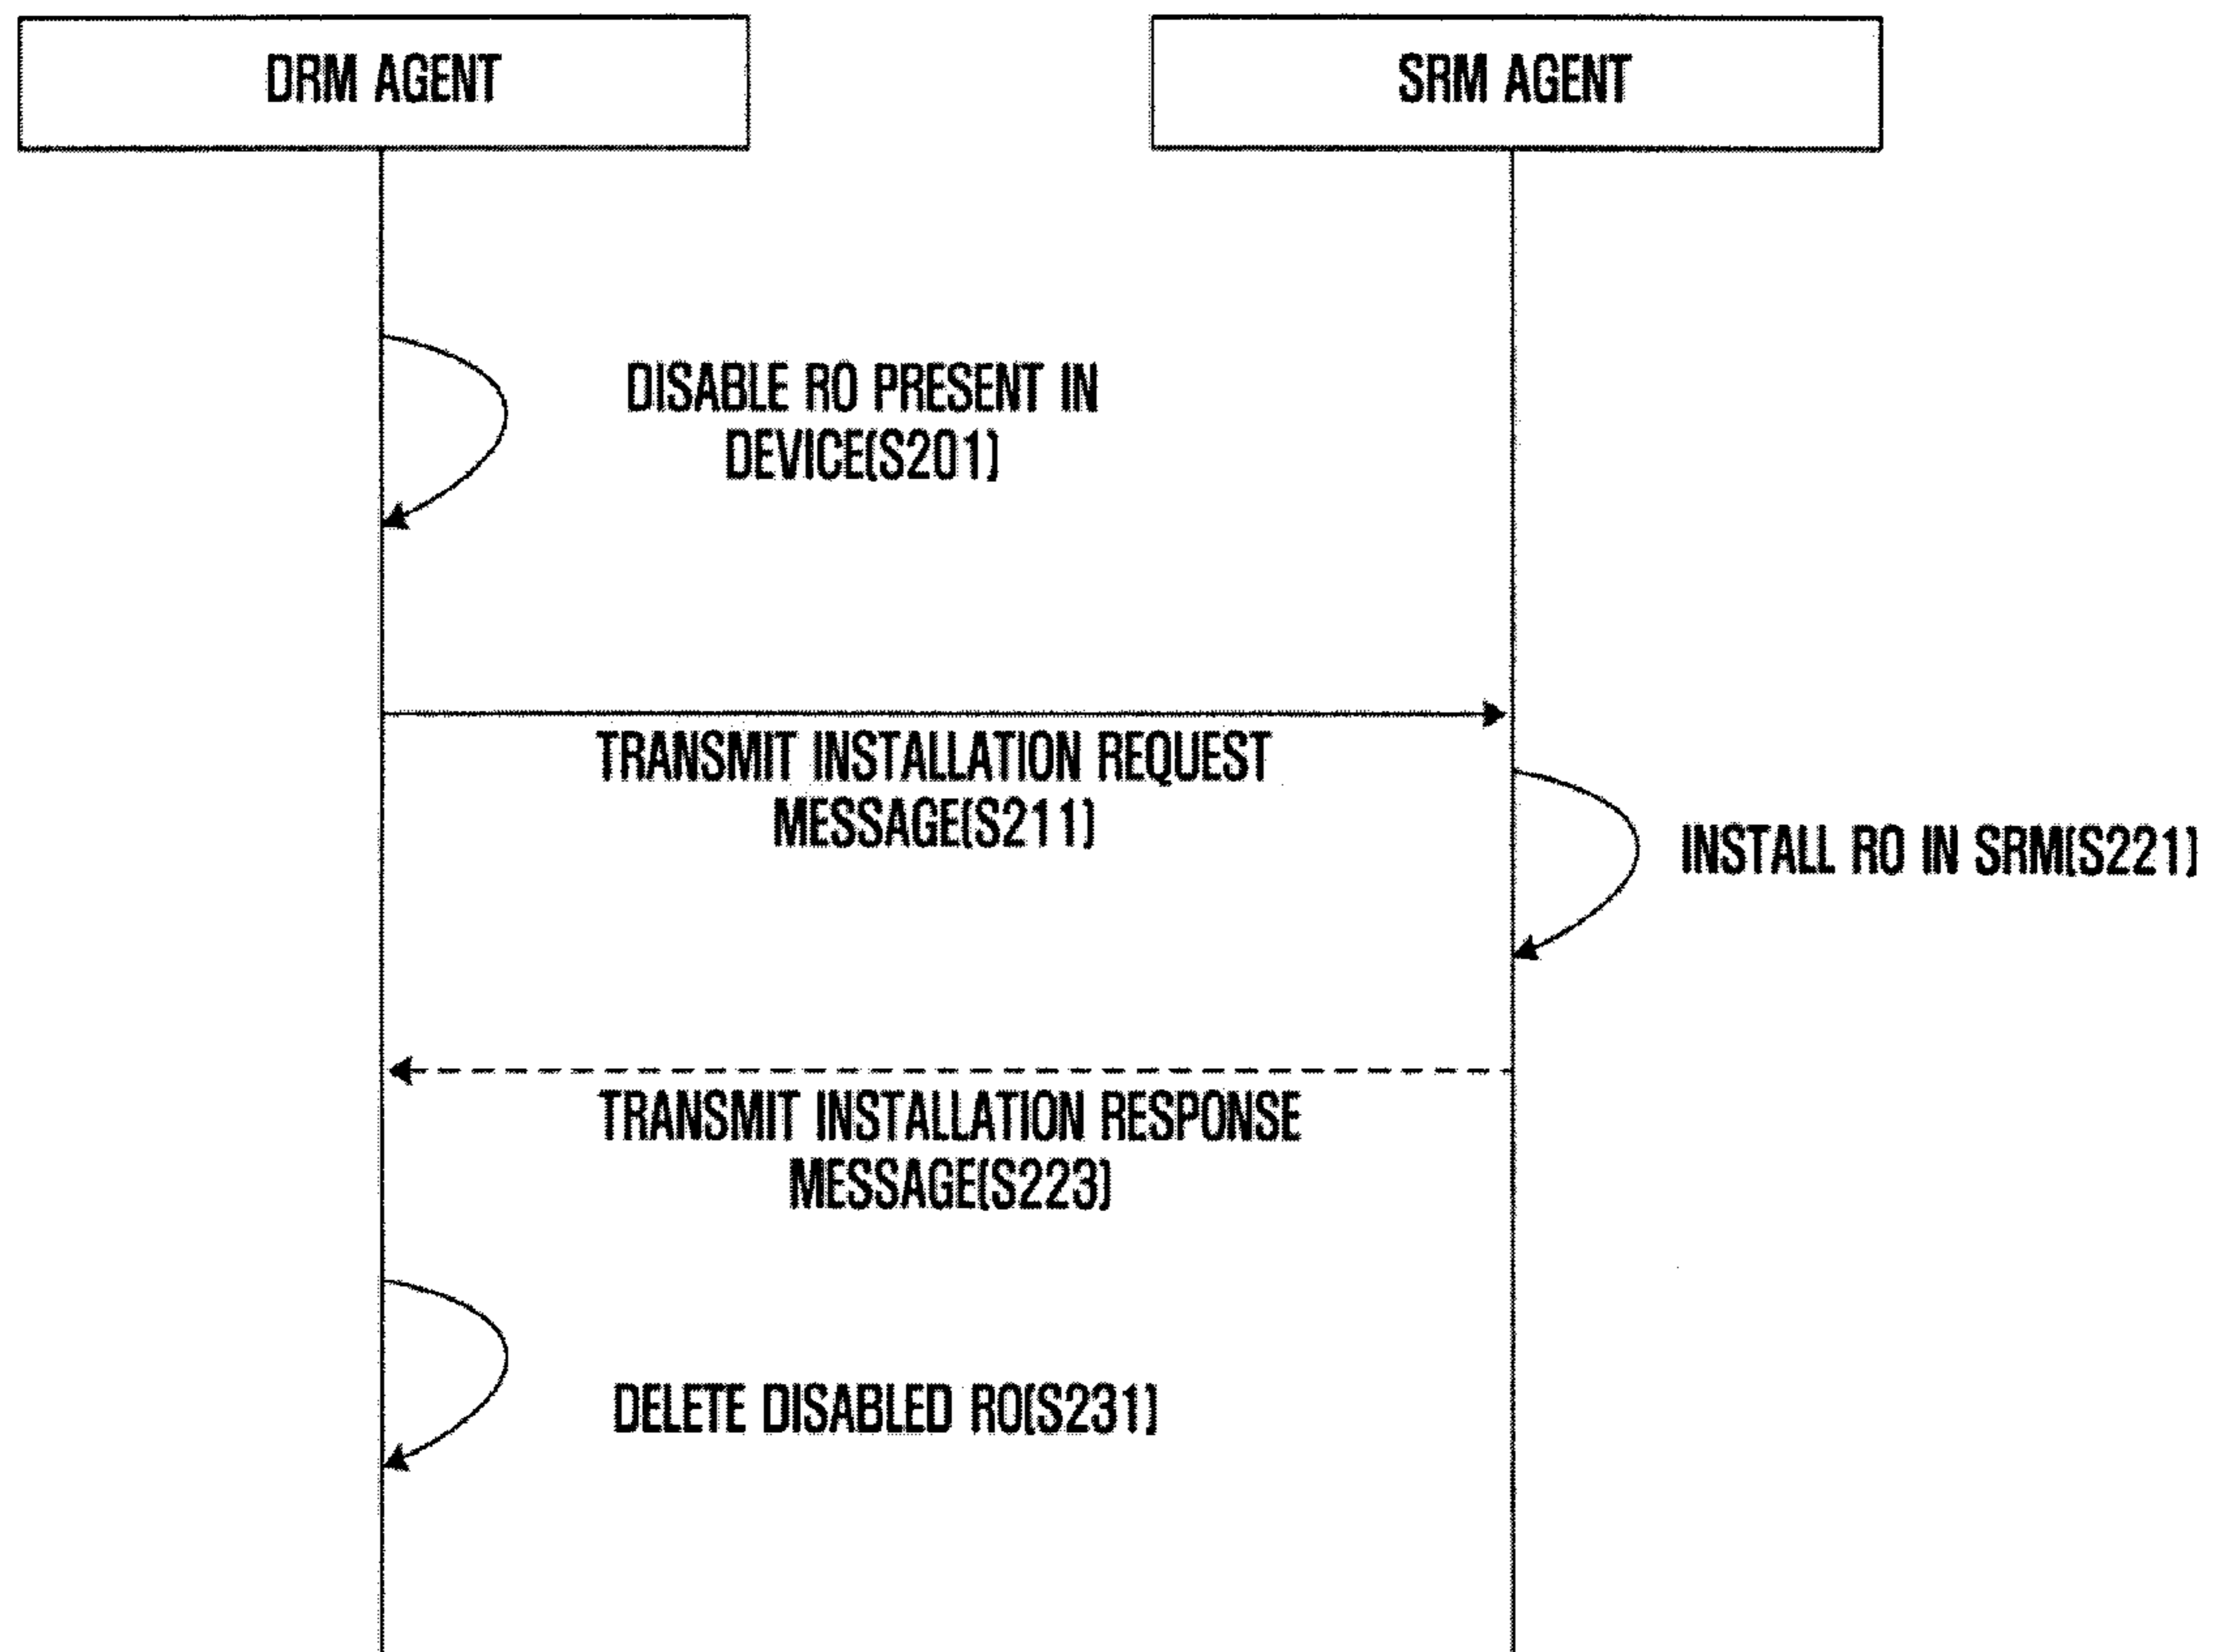 DRM AGENT
SRM AGENT
DISABLE RO PRESENT IN
DEVICE(S201)
TRANSMIT INSTALLATION REQUEST
MESSAGE(S211)
INSTALL RO IN SRM(S221)
TRANSMIT INSTALLATION RESPONSE
MESSAGE(S223)
DELETE DISABLED RO(S231)